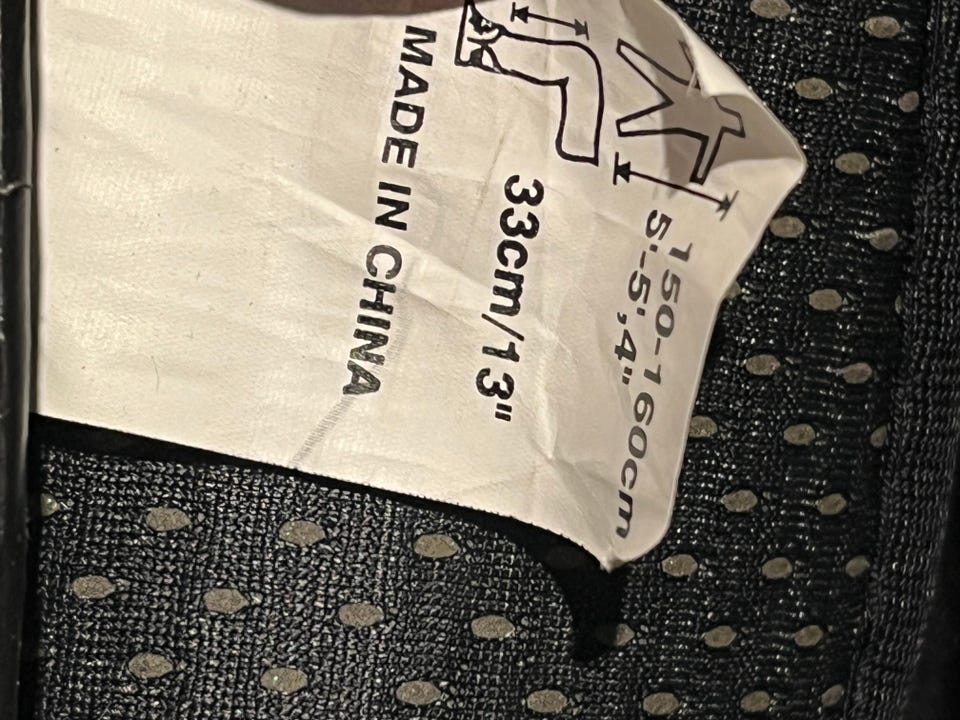 150-160cm
5'-5',4"
33cm/13"
MADE IN CHINA